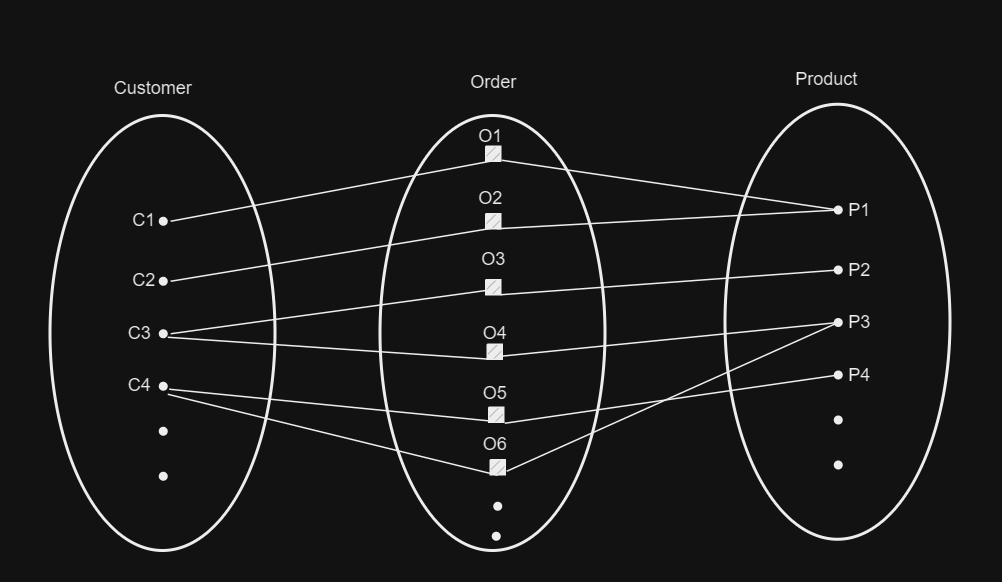 Customer
Order
Product
O1
C1
O2
P1
C2
O3
P2
C3
O4
P3
C4
O5
P4
O6